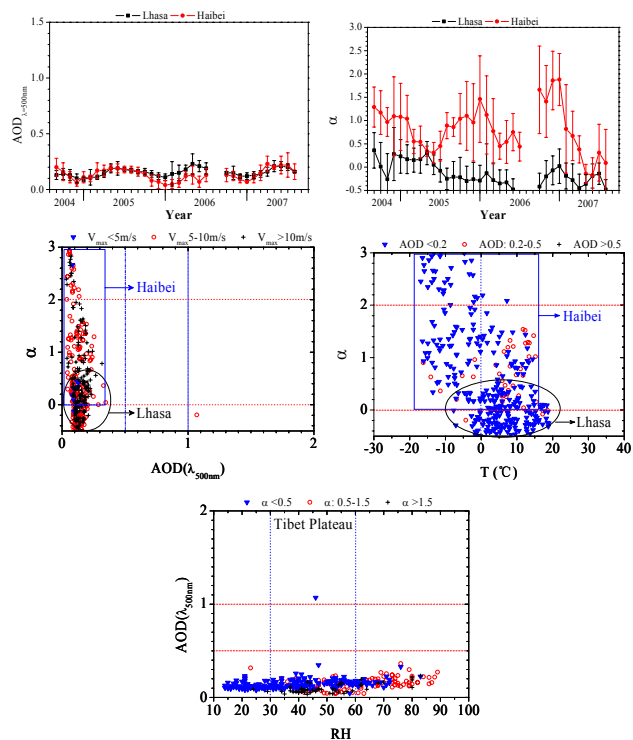 Lhasa Haibei
1.5
1.0
0.5
0.0
AODλ=500nm
2004 2005 2006 2007
Year
Lhasa Haibei
3.0
2.5
2.0
1.5
1.0
0.5
0.0
-0.5
α
2004 2005 2006 2007
Year
Vmax<5m/s Vmax5-10m/s Vmax>10m/s
3
2
1
0
α
Haibei
Lhasa
0 1 2
AOD(λ500nm)
AOD <0.2 AOD: 0.2-0.5 AOD >0.5
3
2
1
0
α
Haibei
Lhasa
-30 -20 -10 0 10 20 30 40
T (℃)
α <0.5 α: 0.5-1.5 α >1.5
Tibet Plateau
2
1
0
AOD(λ500nm)
10 20 30 40 50 60 70 80 90 100
RH